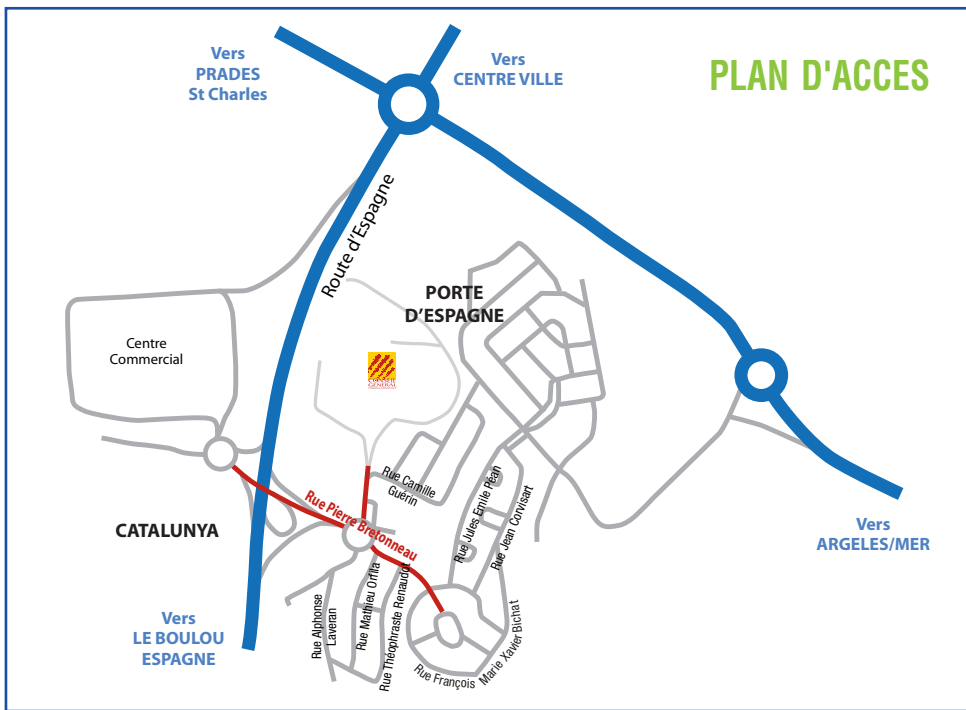 PLAN D'ACCES
Vers
PRADES
St Charles
Vers
CENTRE VILLE
Route d'Espagne
PORTE
D'ESPAGNE
Centre
Commercial
CONSEIL
GENERAL
Rue Camille
Guérin
Rue Pierre Bretonneau
CATALUNYA
Rue Jules Emile Péan
Rue Jean Corvisart
Vers
ARGELES/MER
Vers
LE BOULOU
ESPAGNE
Rue Alphonse
Laveran
Rue Mathieu Orfila
Rue Théophraste Renaudot
Rue François
Marie Xavier Bichat